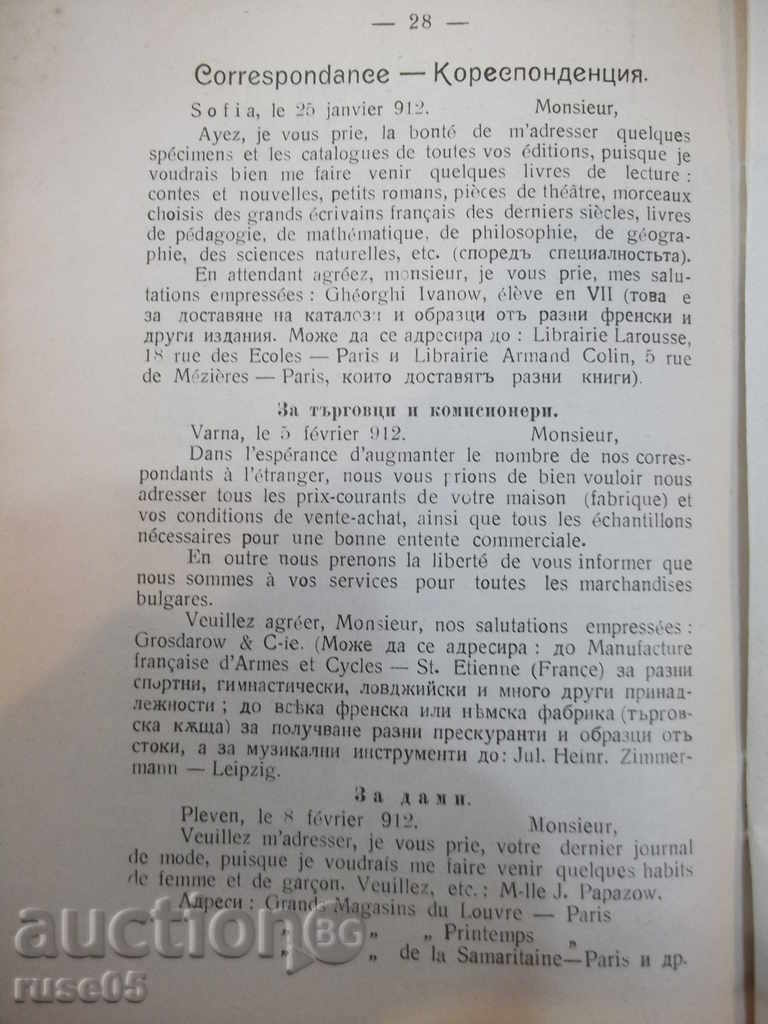 — 28 —
Correspondance — Кореспонденция.
Sofia, le 25 janvier 912. Monsieur,
Ayez, je vous prie, la bonté de m'adresser quelques
spécimens et les catalogues de toutes vos éditions, puisque je
voudrais bien me faire venir quelques livres de lecture :
contes et nouvelles, petits romans, pièces de théâtre, morceaux
choisis des grands écrivains français des derniers siècles, livres
de pédagogie, de mathématique, de philosophie, de géogra-
phie, des sciences naturelles, etc. (споредъ специалностьта).
En attendant agréez, monsieur, je vous prie, mes salu-
tations empressées : Ghéorghi Ivanow, élève en VII (това е
за доставяне на каталози и образци отъ разни френски и
други издания. Може да се адресира до : Librairie Larousse,
18 rue des Ecoles — Paris и Librairie Armand Colin, 5 rue
de Mézières — Paris, които доставятъ разни книги).
За търговци и комисионери.
Varna, le 5 février 912. Monsieur,
Dans l'espérance d'augmanter le nombre de nos corres-
pondants à l'étranger, nous vous prions de bien vouloir nous
adresser tous les prix-courants de votre maison (fabrique) et
vos conditions de vente-achat, ainsi que tous les échantillons
nécessaires pour une bonne entente commerciale.
En outre nous prenons la liberté de vous informer que
nous sommes à vos services pour toutes les marchandises
bulgares.
Veuillez agréer, Monsieur, nos salutations empressées :
Grosdarow & C-ie. (Може да се адресира : до Manufacture
française d'Armes et Cycles — St. Etienne (France) за разни
спортни, гимнастически, ловджийски и много други принад-
лежности ; до всѣка френска или нѣмска фабрика (търгов-
ска кѫща) за получване разни прескуранти и образци отъ
стоки, а за музикални инструменти до: Jul. Heinr. Zimmer-
mann — Leipzig.
За дами.
Pleven, le 8 février 912. Monsieur,
Veuillez m'adresser, je vous prie, votre dernier journal
de mode, puisque je voudrais me faire venir quelques habits
de femme et de garçon. Veuillez, etc. : M-lle J. Papazow.
Адреси : Grands Magasins du Louvre — Paris
„ „ „ Printemps „
„ „ „ de la Samaritaine—Paris и др.
auction BG
ruse05